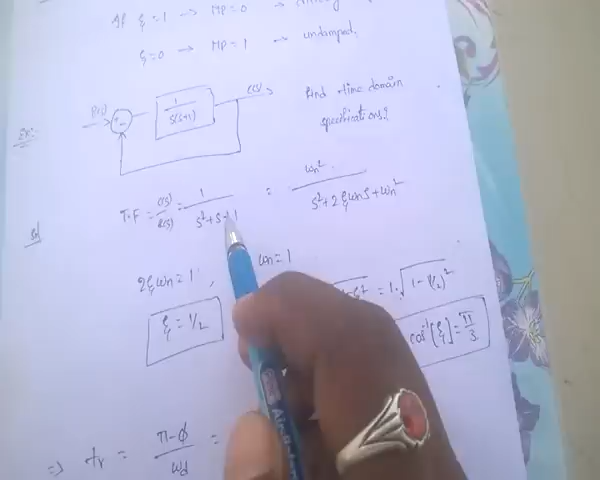 If ξ = 1 → MP = 0 →
ξ = 0 → MP = 1 → undamped.
Ex:-
R(s) + - 1/S(S+1) C(s)
Find time domain
specifications?
Sol
T.F = C(s)/R(s) = 1/S²+S+1 = ωn²/S²+2ξωnS+ωn²
2ξωn = 1, ωn = 1
ξ = 1/2
= 1·√1-(1/2)²
cos⁻¹[ξ] = π/3
⇒ tr = π-φ/ωd =